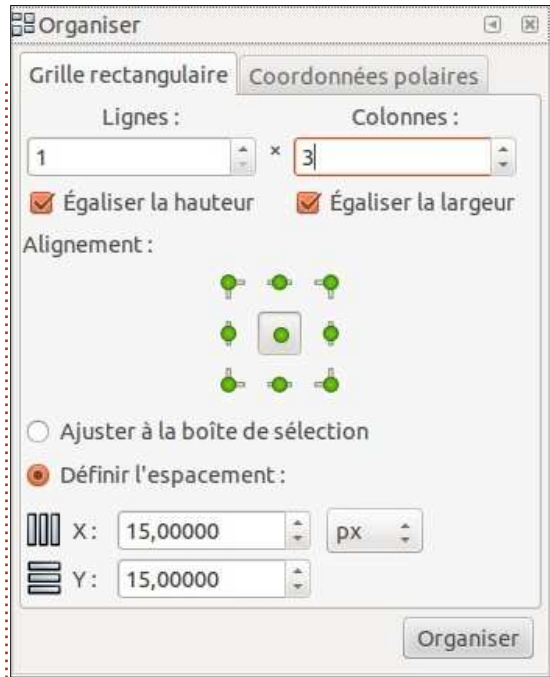 Organiser
Grille rectangulaire Coordonnées polaires
Lignes : Colonnes :
1 × 3
Égaliser la hauteur Égaliser la largeur
Alignement :
Ajuster à la boîte de sélection
Définir l'espacement :
X : 15,00000 px
Y : 15,00000
Organiser